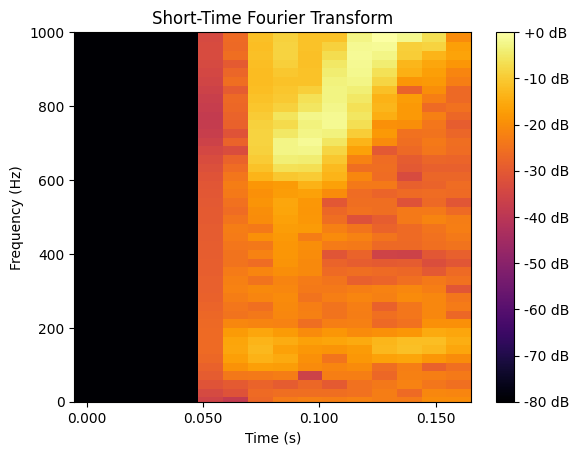 Short-Time Fourier Transform
Frequency (Hz)
1000
800
600
400
200
0
0.000
0.050
0.100
0.150
Time (s)
+0 dB
-10 dB
-20 dB
-30 dB
-40 dB
-50 dB
-60 dB
-70 dB
-80 dB